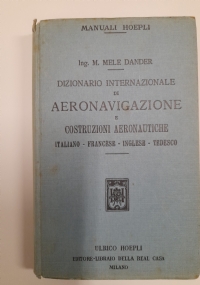 MANUALI HOEPLI
Ing. M. MELE DANDER
DIZIONARIO INTERNAZIONALE
DI
AERONAVIGAZIONE
E
COSTRUZIONI AERONAUTICHE
ITALIANO - FRANCESE - INGLESE - TEDESCO
ULRICO HOEPLI
EDITORE-LIBRAIO DELLA REAL CASA
MILANO